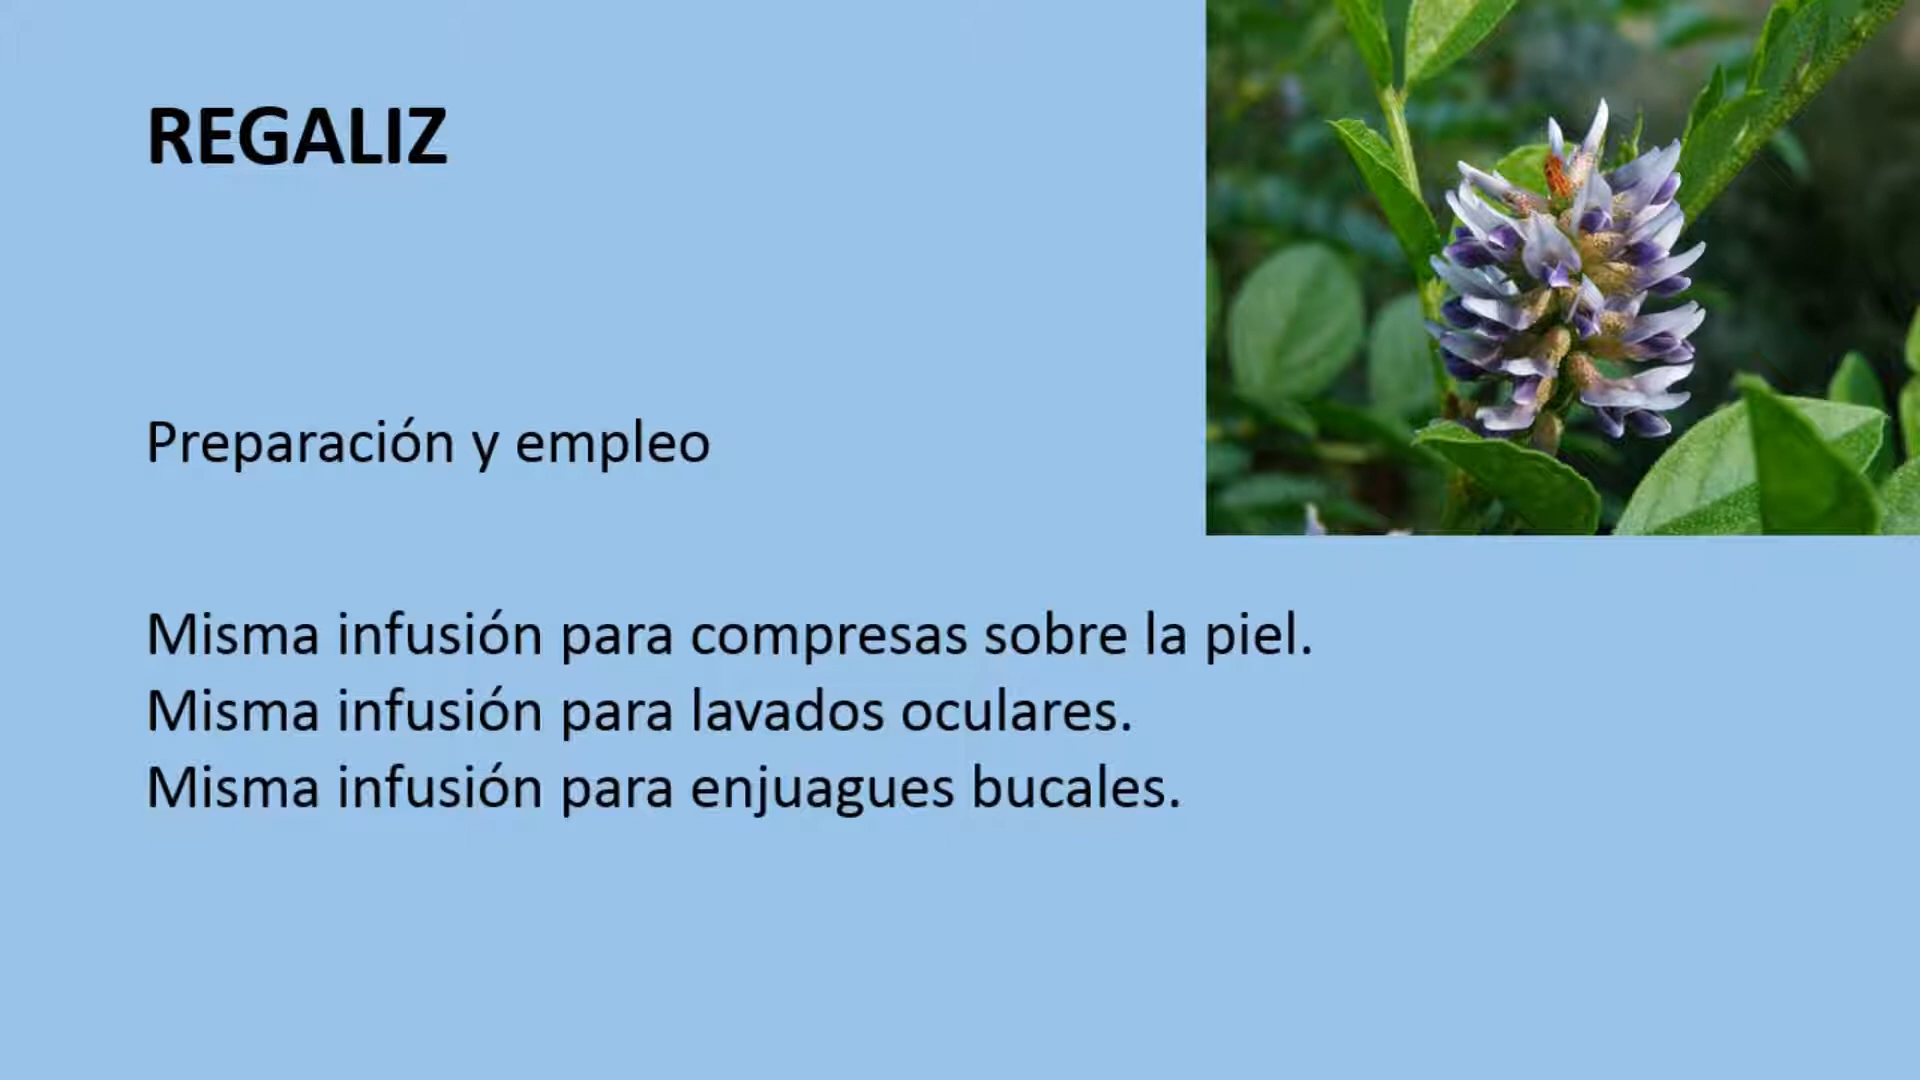 REGALIZ
Preparación y empleo
Misma infusión para compresas sobre la piel.
Misma infusión para lavados oculares.
Misma infusión para enjuagues bucales.